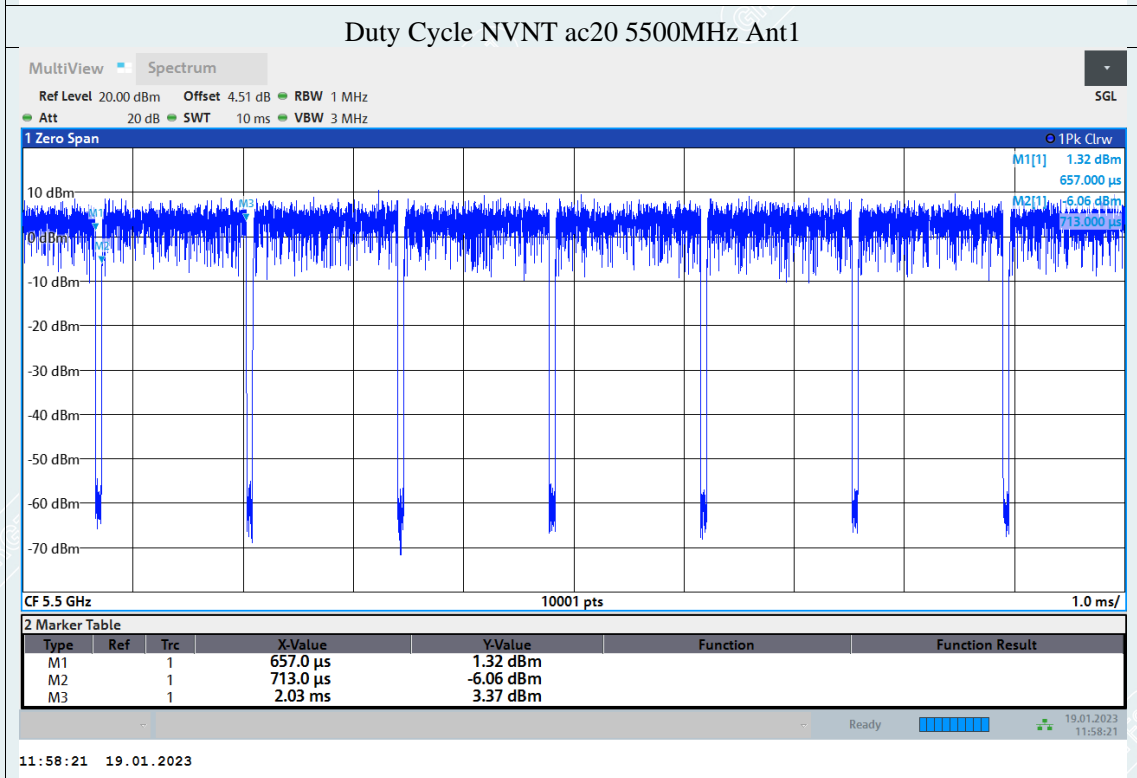 Duty Cycle NVNT ac20 5500MHz Ant1
MultiView Spectrum
Ref Level 20.00 dBm Offset 4.51 dB RBW 1 MHz SGL
Att 20 dB SWT 10 ms VBW 3 MHz
1 Zero Span 1Pk Clrw
M1[1] 1.32 dBm
657.000 µs
M2[1] -6.06 dBm
713.000 µs
10 dBm
M1
M3
0 dBm
M2
-10 dBm
-20 dBm
-30 dBm
-40 dBm
-50 dBm
-60 dBm
-70 dBm
CF 5.5 GHz 10001 pts 1.0 ms/
2 Marker Table
Type Ref Trc X-Value Y-Value Function Function Result
M1 1 657.0 µs 1.32 dBm
M2 1 713.0 µs -6.06 dBm
M3 1 2.03 ms 3.37 dBm
Ready 19.01.2023
11:58:21
11:58:21 19.01.2023